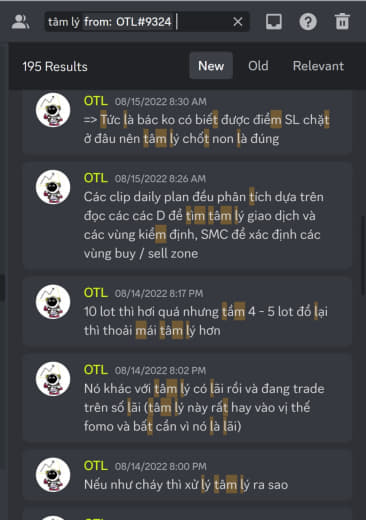 tâm lý from: OTL#9324
195 Results
New
Old
Relevant
OTL 08/15/2022 8:30 AM
=> Tức là bác ko có biết được điểm SL chặt
ở đâu nên tâm lý chốt non là đúng
OTL 08/15/2022 8:26 AM
Các clip daily plan đều phân tích dựa trên
đọc các các D để tìm tâm lý giao dịch và
các vùng kiểm định, SMC để xác định các
vùng buy / sell zone
OTL 08/14/2022 8:17 PM
10 lot thì hơi quá nhưng tầm 4 - 5 lot đổ lại
thì thoải mái tâm lý hơn
OTL 08/14/2022 8:02 PM
Nó khác với tâm lý có lãi rồi và đang trade
trên số lãi (tâm lý này rất hay vào vị thế
fomo và bất cần vì nó là lãi)
OTL 08/14/2022 8:00 PM
Nếu như cháy thì xử lý tâm lý ra sao